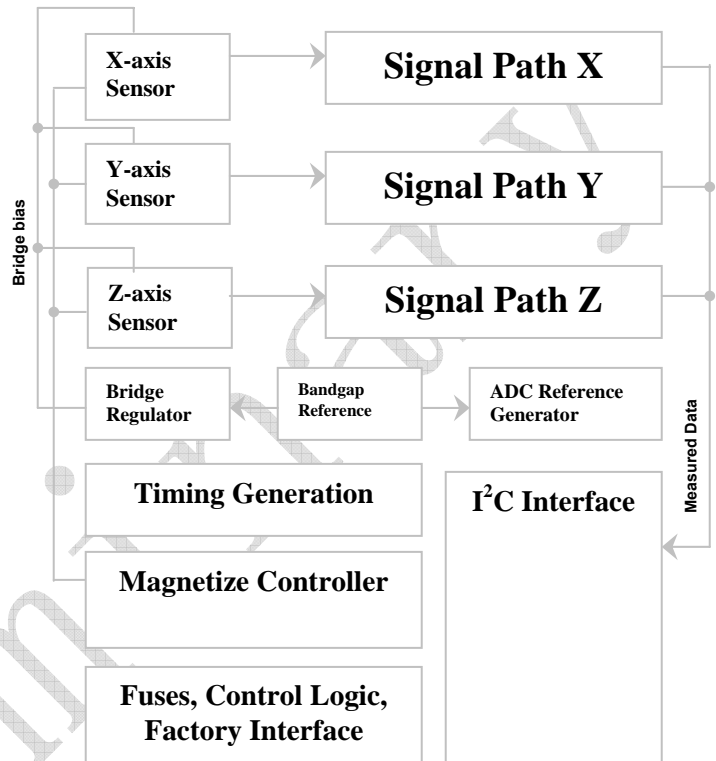 X-axis
Sensor
Signal Path X
Y-axis
Sensor
Signal Path Y
Bridge bias
Z-axis
Sensor
Signal Path Z
Bridge
Regulator
Bandgap
Reference
ADC Reference
Generator
Measured Data
Timing Generation
I²C Interface
Magnetize Controller
Fuses, Control Logic,
Factory Interface